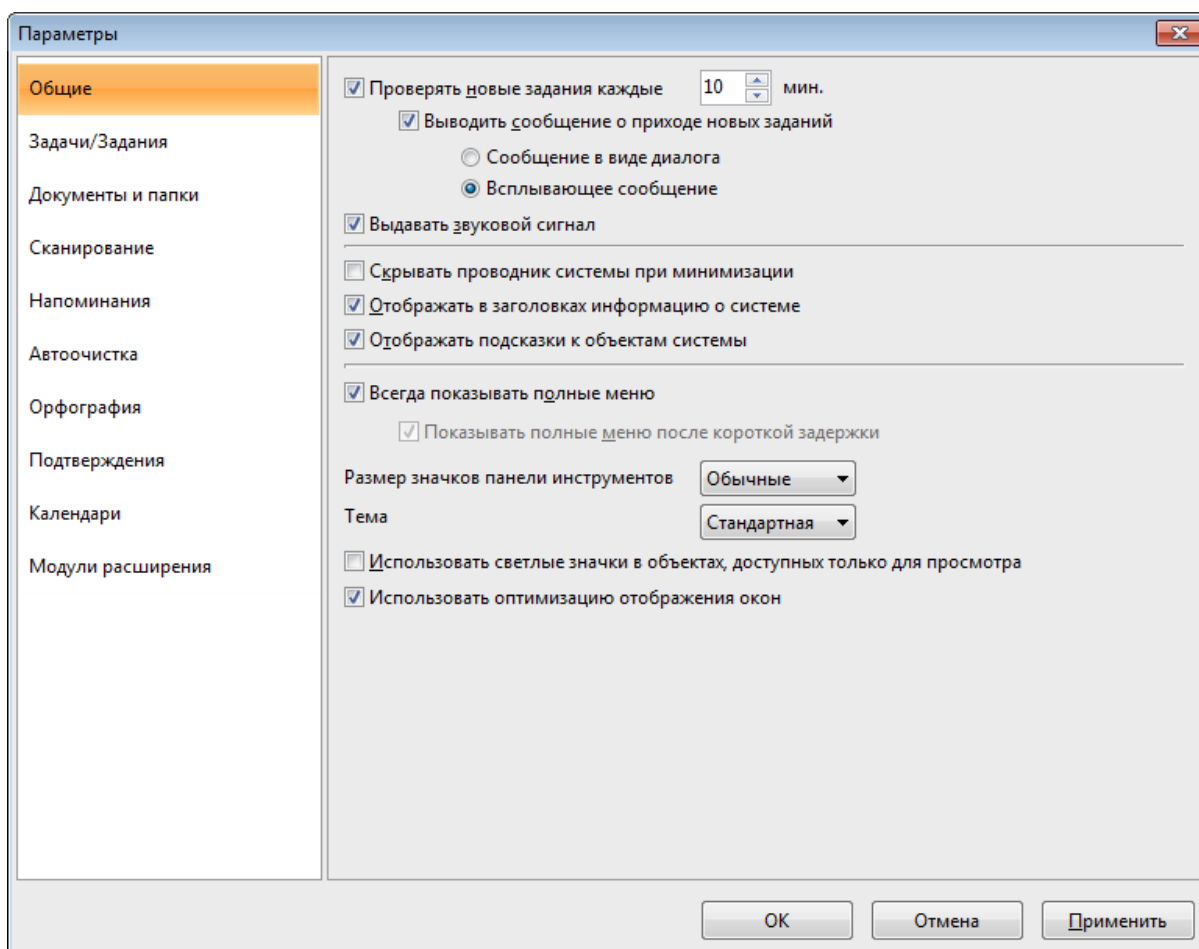 Параметры
Общие
Задачи/Задания
Документы и папки
Сканирование
Напоминания
Автоочистка
Орфография
Подтверждения
Календари
Модули расширения
Проверять новые задания каждые 10 мин.
Выводить сообщение о приходе новых заданий
Сообщение в виде диалога
Всплывающее сообщение
Выдавать звуковой сигнал
Скрывать проводник системы при минимизации
Отображать в заголовках информацию о системе
Отображать подсказки к объектам системы
Всегда показывать полные меню
Показывать полные меню после короткой задержки
Размер значков панели инструментов Обычные
Тема Стандартная
Использовать светлые значки в объектах, доступных только для просмотра
Использовать оптимизацию отображения окон
ОК Отмена Применить